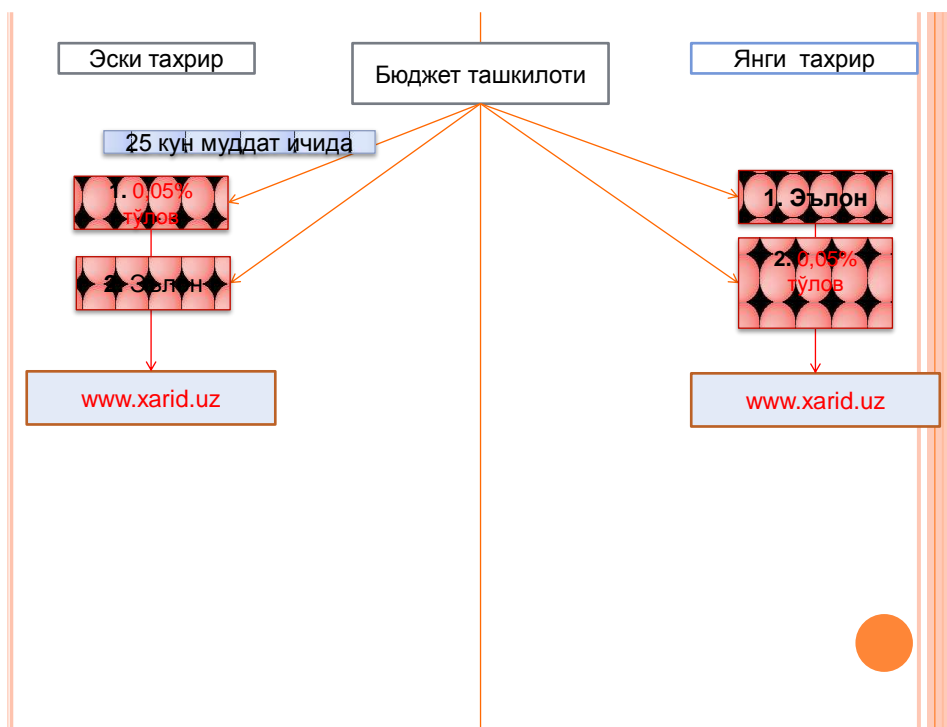 Эски тахрир
Бюджет ташкилоти
Янги тахрир
25 кун муддат ичида
1. 0,05%
тўлов
2. Эълон
www.xarid.uz
1. Эълон
2. 0,05%
тўлов
www.xarid.uz